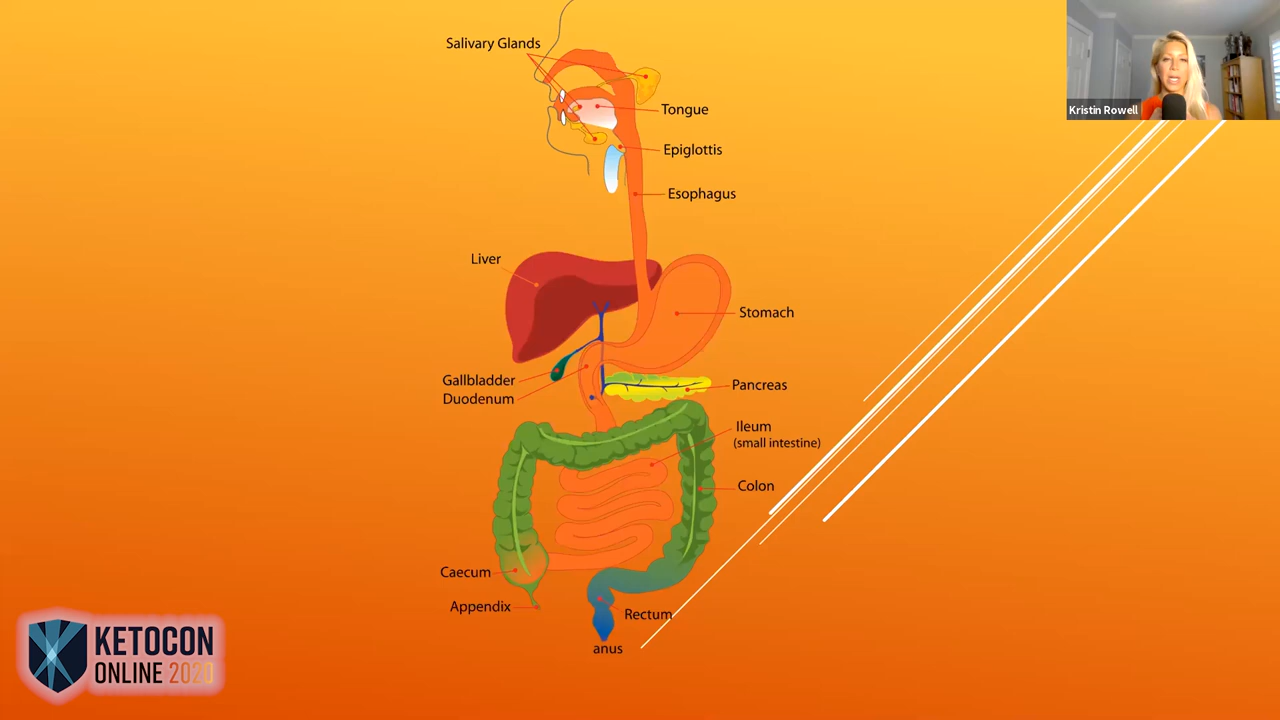 Salivary Glands
Kristin Rowell
Tongue
Epiglottis
Esophagus
Liver
Stomach
Gallbladder
Pancreas
Duodenum
Ileum
(small intestine)
Colon
Caecum
Appendix
Rectum
anus
KETOCON
ONLINE 2020